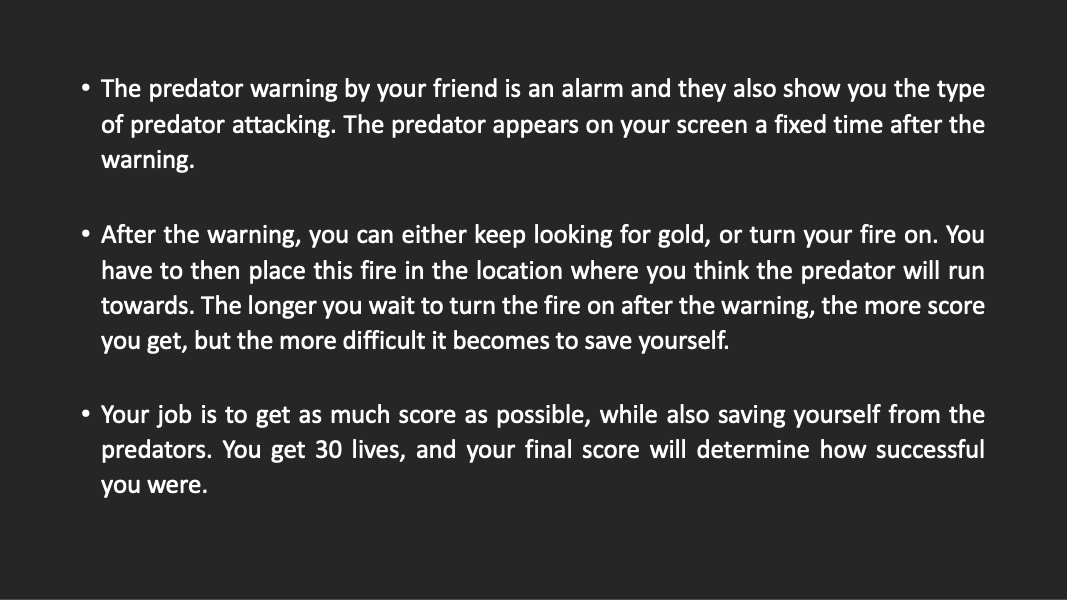 • The predator warning by your friend is an alarm and they also show you the type
of predator attacking. The predator appears on your screen a fixed time after the
warning.
• After the warning, you can either keep looking for gold, or turn your fire on. You
have to then place this fire in the location where you think the predator will run
towards. The longer you wait to turn the fire on after the warning, the more score
you get, but the more difficult it becomes to save yourself.
• Your job is to get as much score as possible, while also saving yourself from the
predators. You get 30 lives, and your final score will determine how successful
you were.